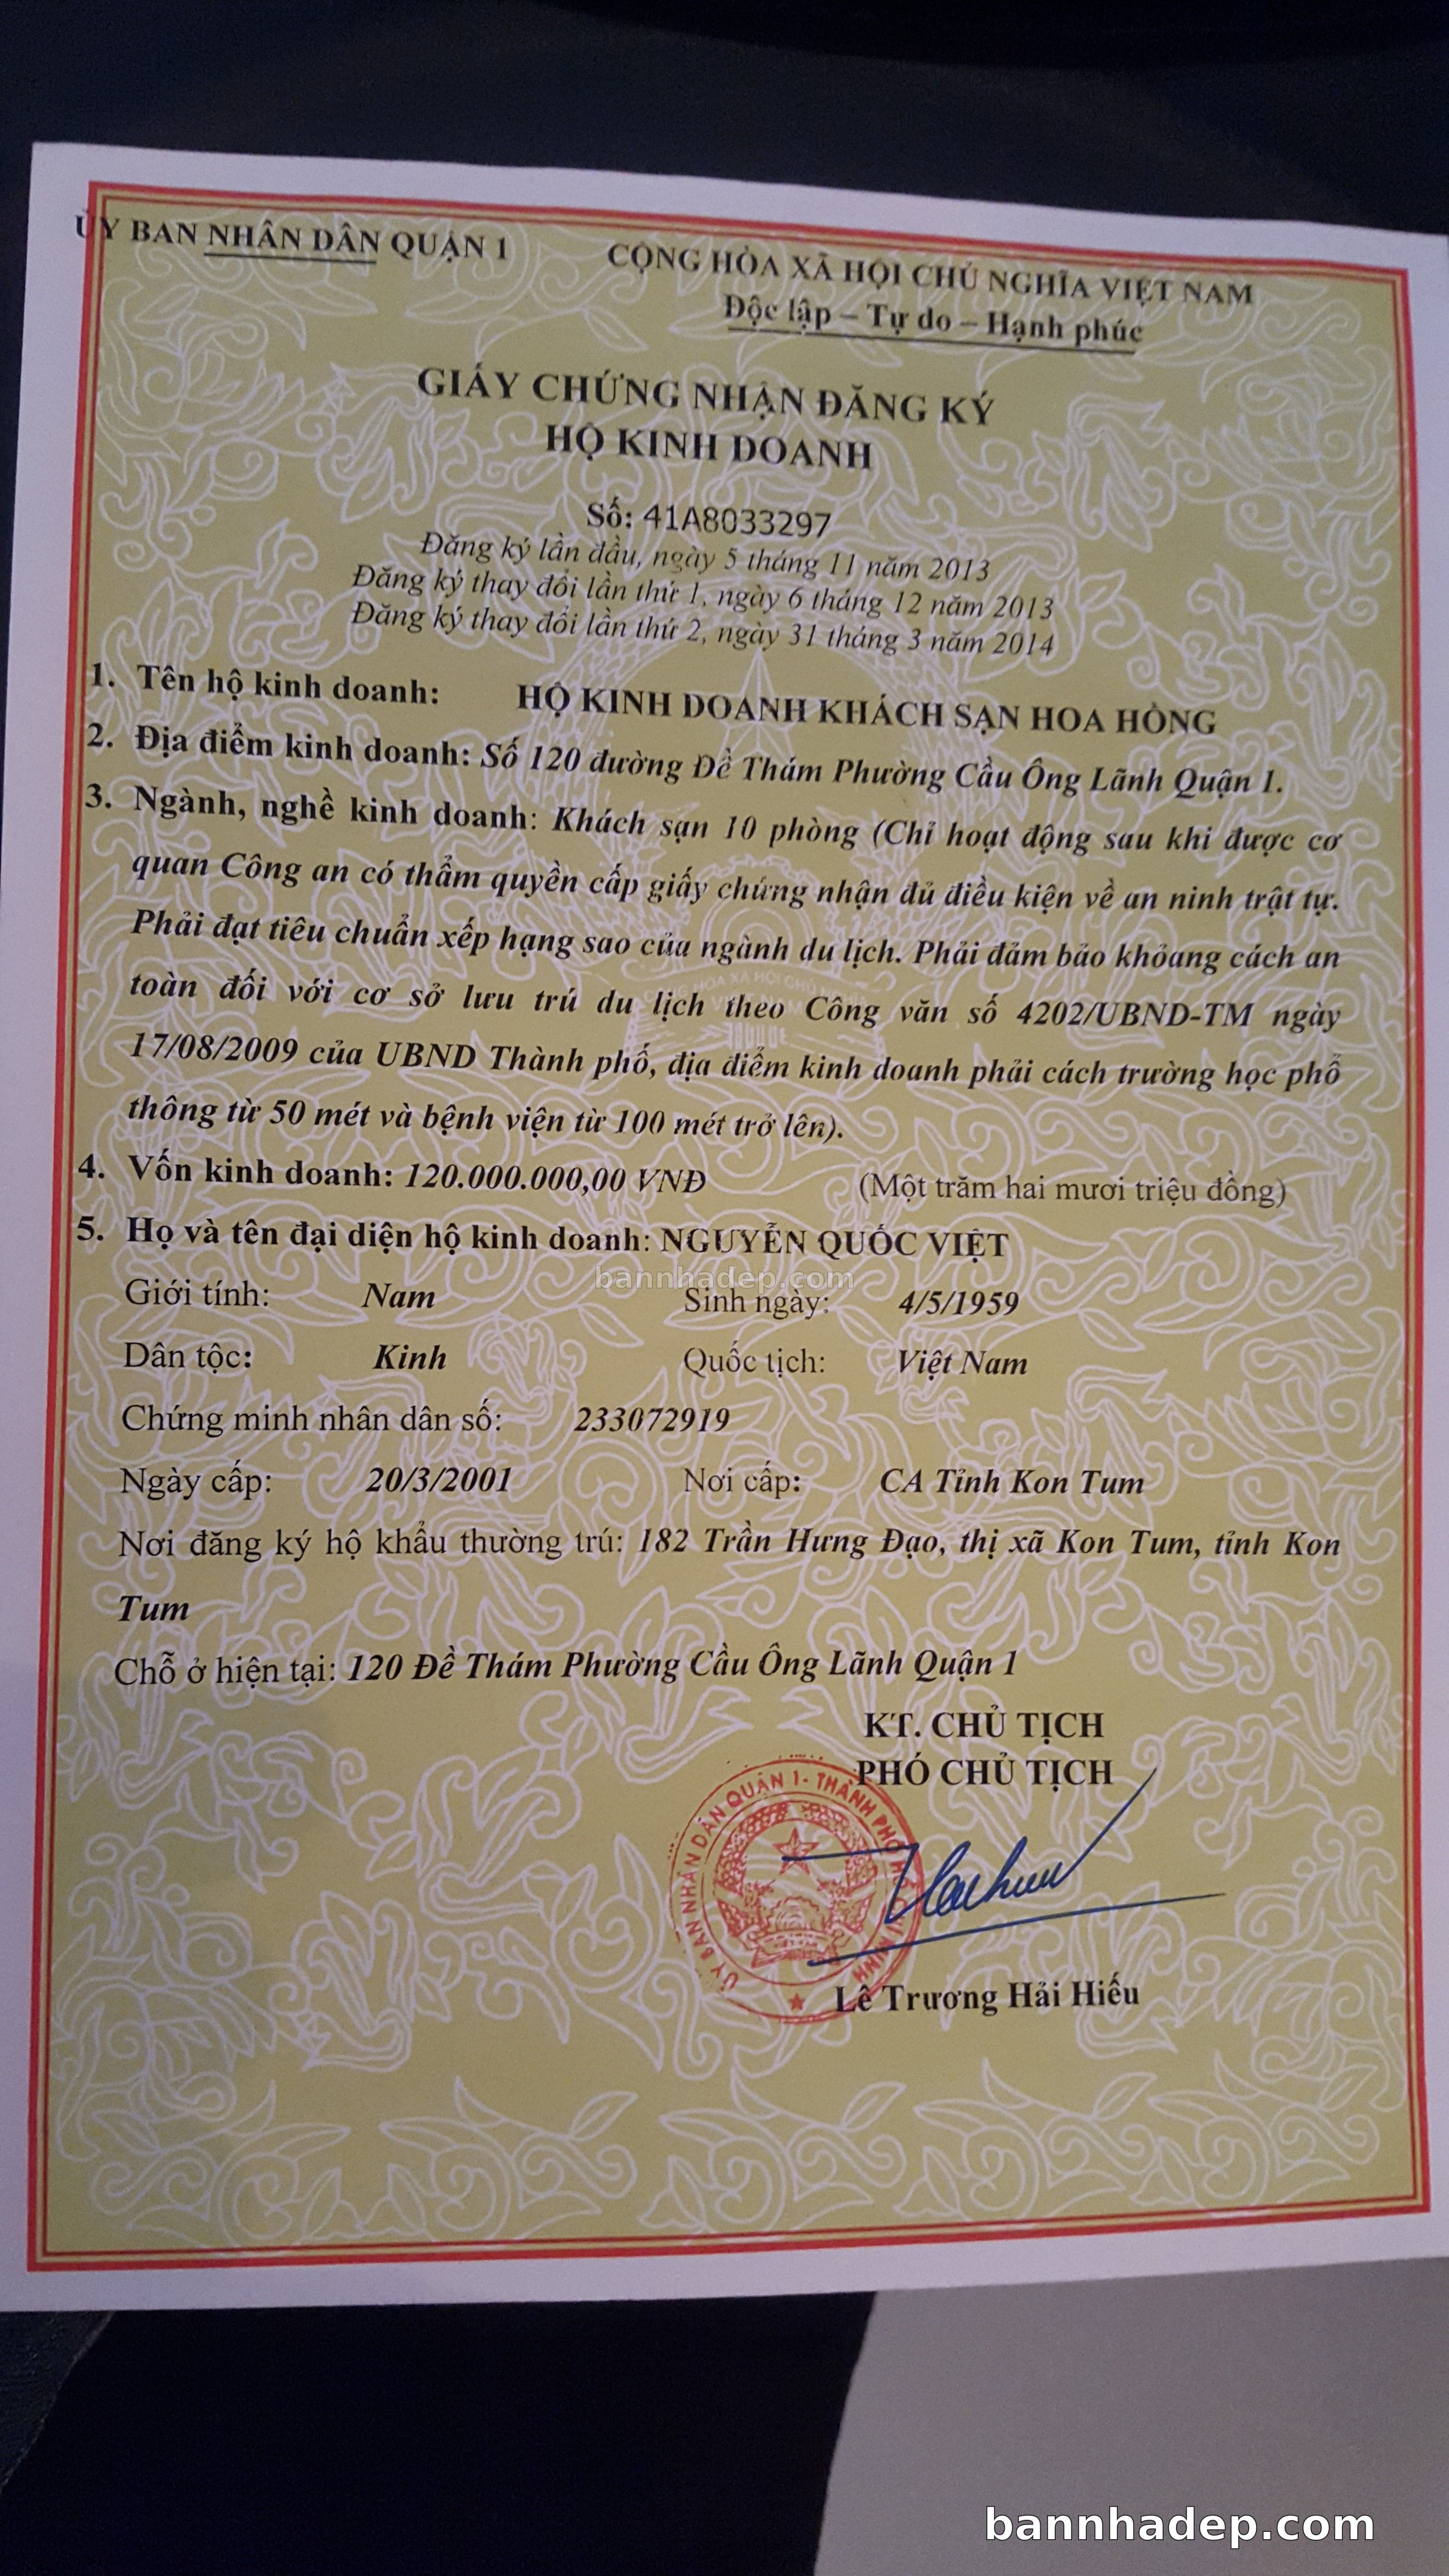 ỦY BAN NHÂN DÂN QUẬN 1
CỘNG HÒA XÃ HỘI CHỦ NGHĨA VIỆT NAM
Độc lập – Tự do – Hạnh phúc
GIẤY CHỨNG NHẬN ĐĂNG KÝ
HỘ KINH DOANH
Số: 41A8033297
Đăng ký lần đầu, ngày 5 tháng 11 năm 2013
Đăng ký thay đổi lần thứ 1, ngày 6 tháng 12 năm 2013
Đăng ký thay đổi lần thứ 2, ngày 31 tháng 3 năm 2014
1. Tên hộ kinh doanh: HỘ KINH DOANH KHÁCH SẠN HOA HỒNG
2. Địa điểm kinh doanh: Số 120 đường Đề Thám Phường Cầu Ông Lãnh Quận 1.
3. Ngành, nghề kinh doanh: Khách sạn 10 phòng (Chỉ hoạt động sau khi được cơ
quan Công an có thẩm quyền cấp giấy chứng nhận đủ điều kiện về an ninh trật tự.
Phải đạt tiêu chuẩn xếp hạng sao của ngành du lịch. Phải đảm bảo khỏang cách an
toàn đối với cơ sở lưu trú du lịch theo Công văn số 4202/UBND-TM ngày
17/08/2009 của UBND Thành phố, địa điểm kinh doanh phải cách trường học phổ
thông từ 50 mét và bệnh viện từ 100 mét trở lên).
4. Vốn kinh doanh: 120.000.000,00 VNĐ (Một trăm hai mươi triệu đồng)
5. Họ và tên đại diện hộ kinh doanh: NGUYỄN QUỐC VIỆT
bannhadep.com
Giới tính: Nam Sinh ngày: 4/5/1959
Dân tộc: Kinh Quốc tịch: Việt Nam
Chứng minh nhân dân số: 233072919
Ngày cấp: 20/3/2001 Nơi cấp: CA Tỉnh Kon Tum
Nơi đăng ký hộ khẩu thường trú: 182 Trần Hưng Đạo, thị xã Kon Tum, tỉnh Kon
Tum
Chỗ ở hiện tại: 120 Đề Thám Phường Cầu Ông Lãnh Quận 1
KT. CHỦ TỊCH
PHÓ CHỦ TỊCH
ỦY BAN NHÂN DÂN QUẬN 1 - THÀNH PHỐ HỒ CHÍ MINH
Lê Trương Hải Hiếu
bannhadep.com